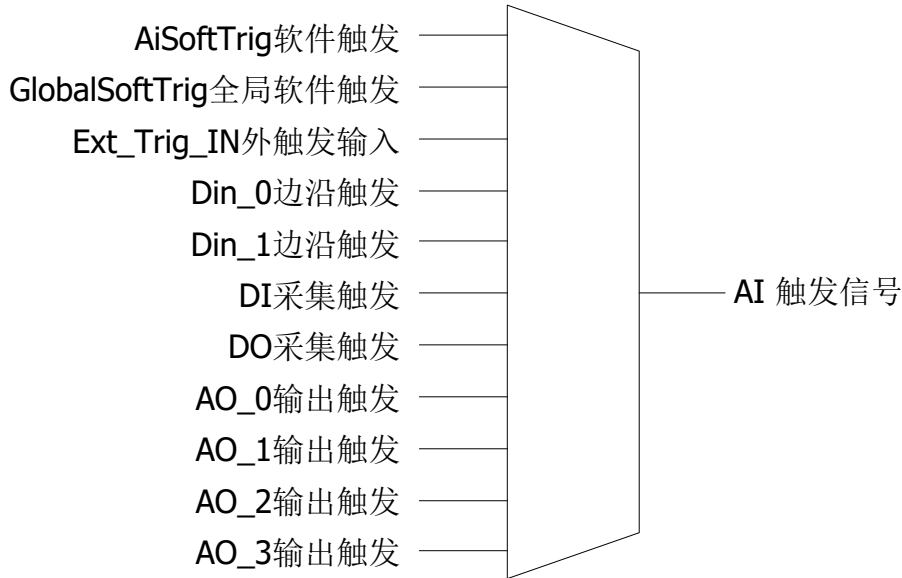 AiSoftTrig软件触发
GlobalSoftTrig全局软件触发
Ext_Trig_IN外触发输入
Din_0边沿触发
Din_1边沿触发
DI采集触发
DO采集触发
AO_0输出触发
AO_1输出触发
AO_2输出触发
AO_3输出触发
AI 触发信号